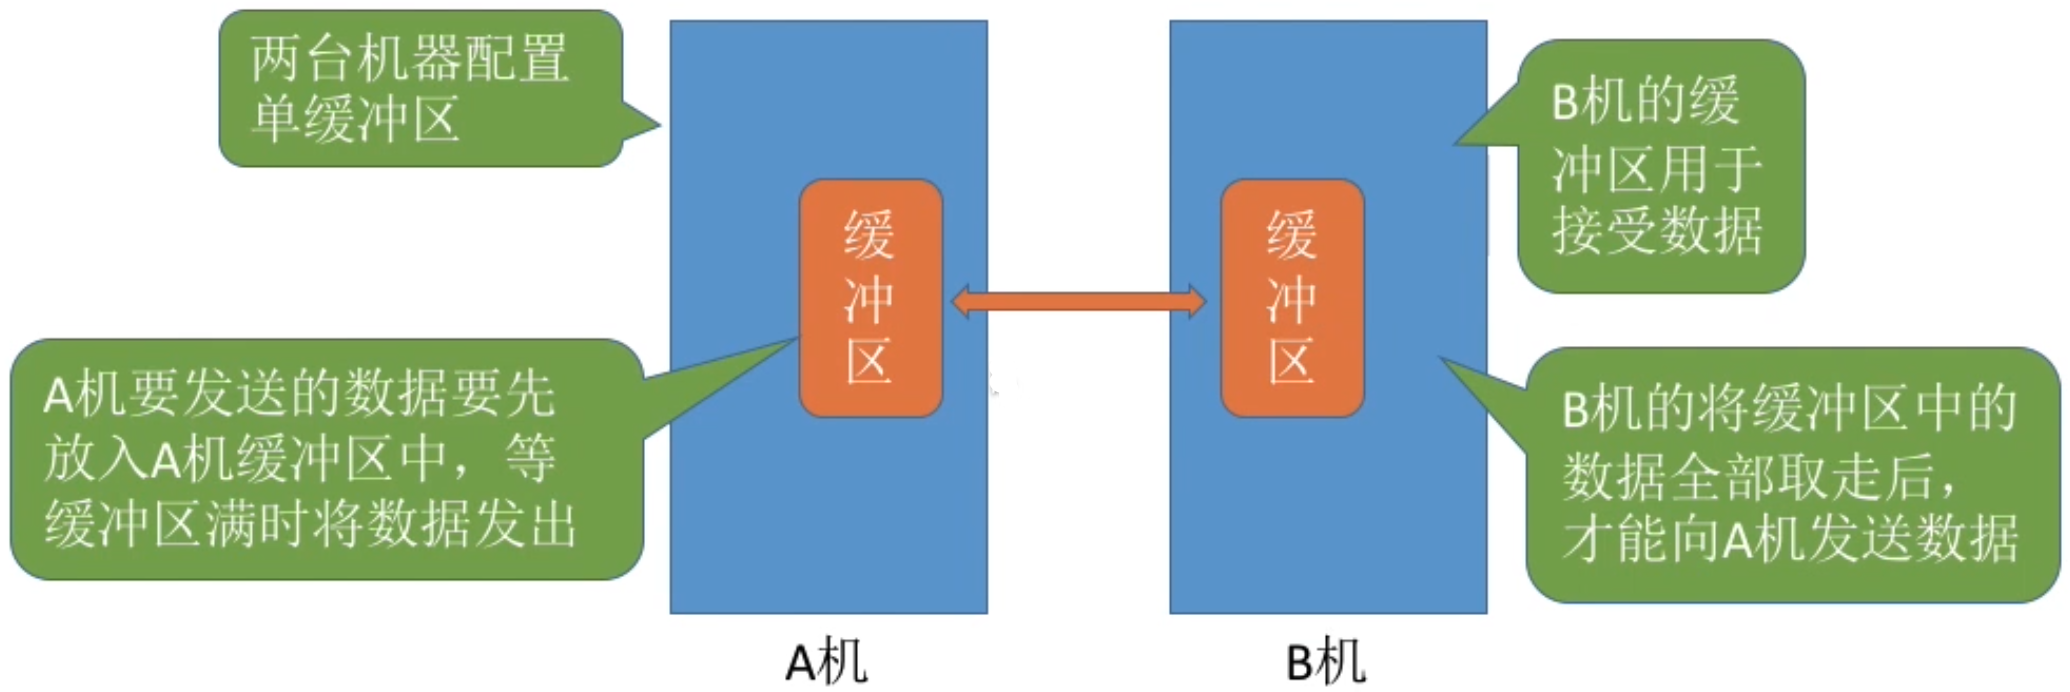 两台机器配置
单缓冲区
B机的缓
冲区用于
接受数据
缓
冲
区
缓
冲
区
A机要发送的数据要先
放入A机缓冲区中，等
缓冲区满时将数据发出
B机的将缓冲区中的
数据全部取走后，
才能向A机发送数据
A机
B机